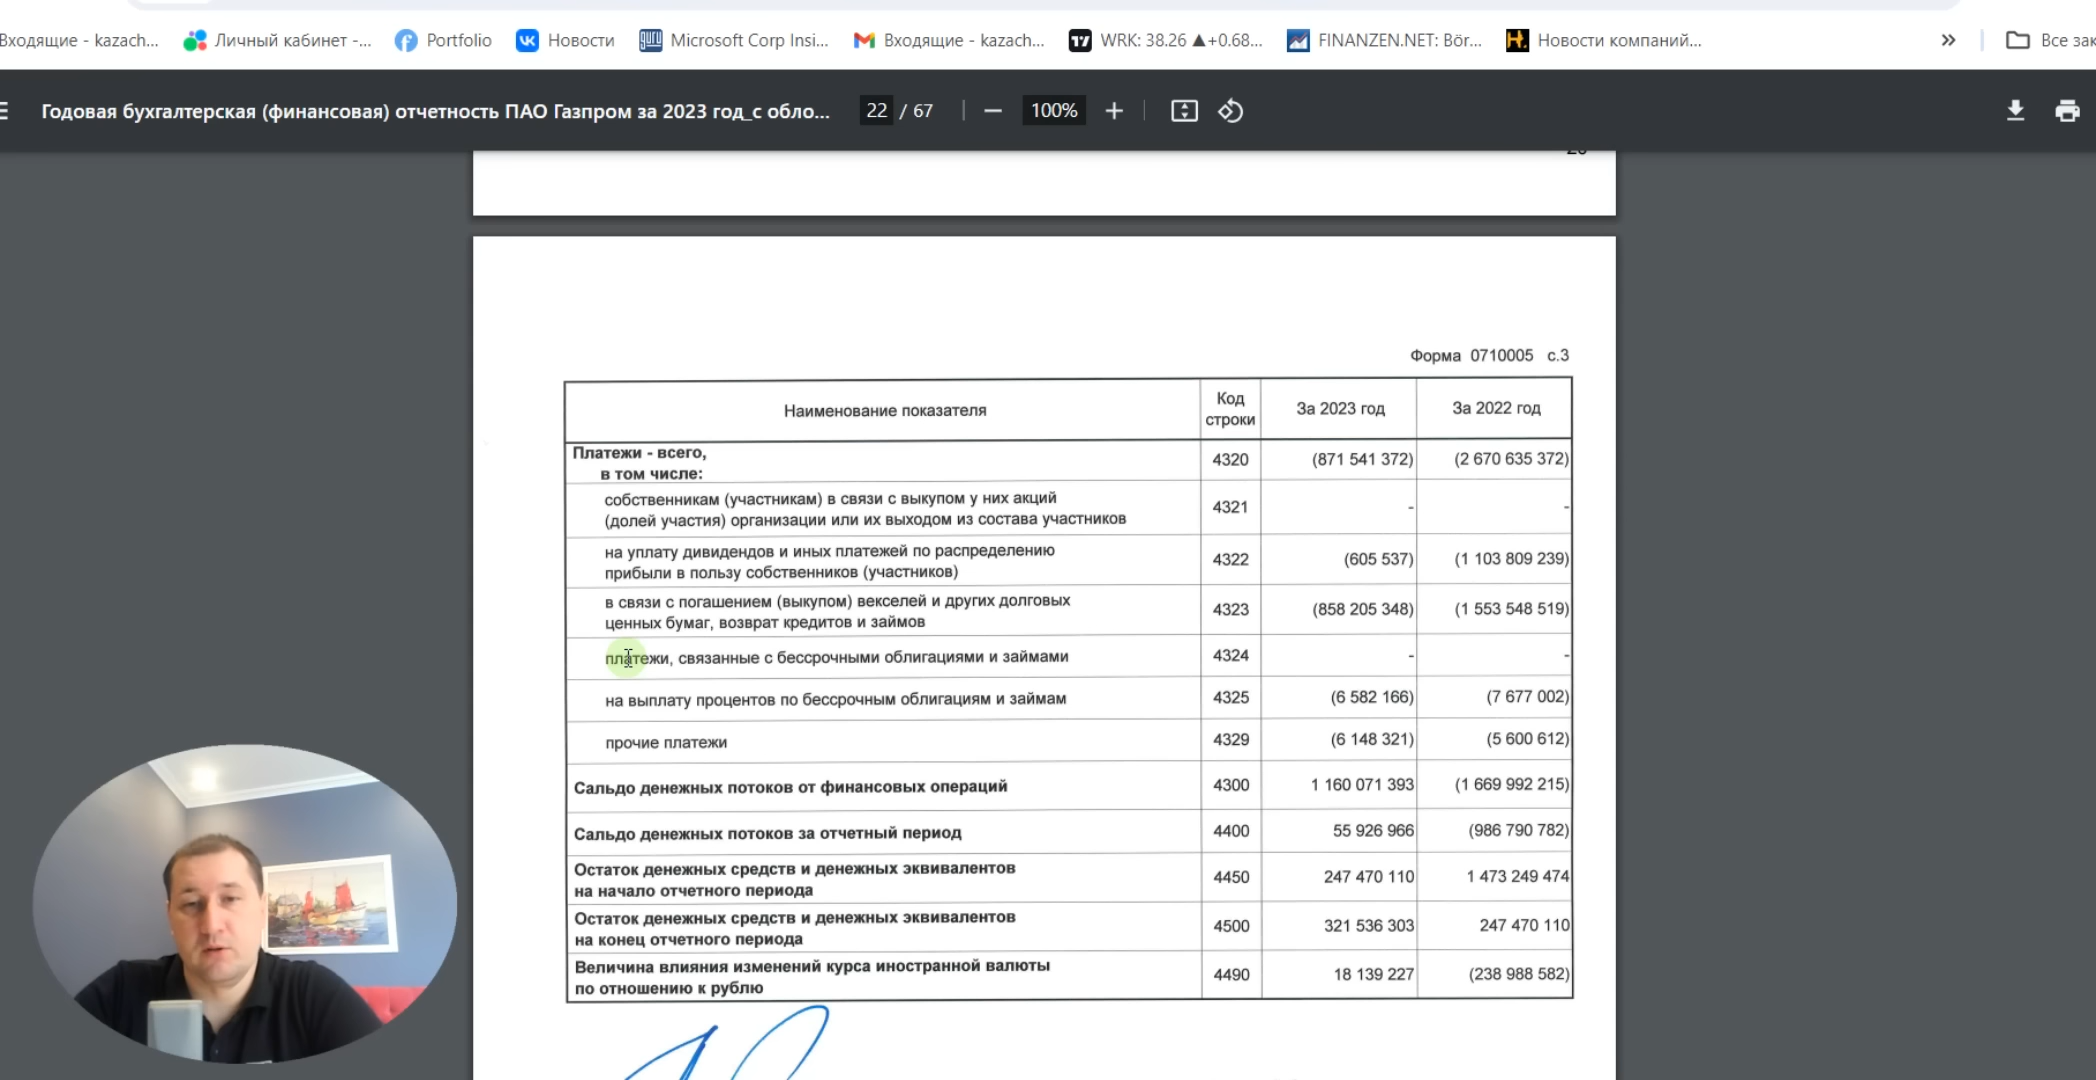 Входящие - kazach...
Личный кабинет -...
Portfolio
Новости
Microsoft Corp Insi...
Входящие - kazach...
WRK: 38.26 ▲+0.68...
FINANZEN.NET: Bör...
Новости компаний...
»
Все зак
Годовая бухгалтерская (финансовая) отчетность ПАО Газпром за 2023 год_с обло...
22 / 67
100%
Форма 0710005 с.3
Наименование показателя
Код
строки
За 2023 год
За 2022 год
Платежи - всего,
в том числе:
4320 (871 541 372) (2 670 635 372)
собственникам (участникам) в связи с выкупом у них акций
(долей участия) организации или их выходом из состава участников
4321 - -
на уплату дивидендов и иных платежей по распределению
прибыли в пользу собственников (участников)
4322 (605 537) (1 103 809 239)
в связи с погашением (выкупом) векселей и других долговых
ценных бумаг, возврат кредитов и займов
4323 (858 205 348) (1 553 548 519)
платежи, связанные с бессрочными облигациями и займами 4324 - -
на выплату процентов по бессрочным облигациям и займам 4325 (6 582 166) (7 677 002)
прочие платежи 4329 (6 148 321) (5 600 612)
Сальдо денежных потоков от финансовых операций 4300 1 160 071 393 (1 669 992 215)
Сальдо денежных потоков за отчетный период 4400 55 926 966 (986 790 782)
Остаток денежных средств и денежных эквивалентов
на начало отчетного периода
4450 247 470 110 1 473 249 474
Остаток денежных средств и денежных эквивалентов
на конец отчетного периода
4500 321 536 303 247 470 110
Величина влияния изменений курса иностранной валюты
по отношению к рублю
4490 18 139 227 (238 988 582)